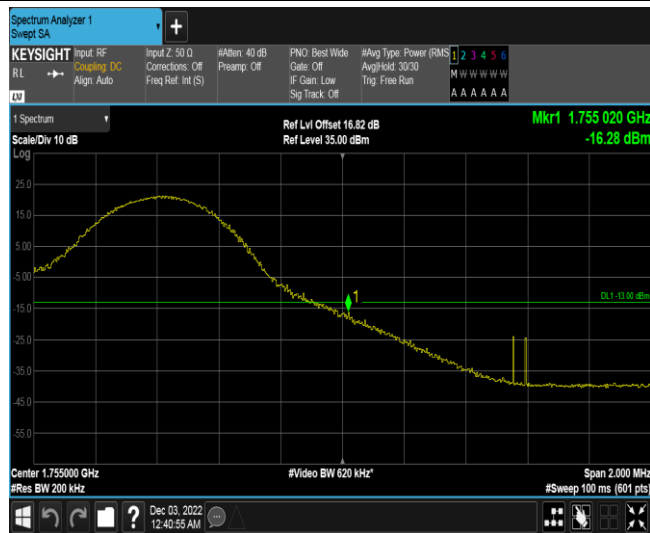 Spectrum Analyzer 1
Swept SA
+
KEYSIGHT
RL
LXI
Input: RF
Coupling: DC
Align: Auto
Input Z: 50 Ω
Corrections: Off
Freq Ref: Int (S)
#Atten: 40 dB
Preamp: Off
PNO: Best Wide
Gate: Off
IF Gain: Low
Sig Track: Off
#Avg Type: Power (RMS
Avg|Hold: 30/30
Trig: Free Run
1 2 3 4 5 6
M W W W W W
A A A A A A
1 Spectrum
Scale/Div 10 dB
Log
Ref Lvl Offset 16.82 dB
Ref Level 35.00 dBm
Mkr1 1.755 020 GHz
-16.28 dBm
25.0
15.0
5.00
-5.00
1
DL1 -13.00 dBm
-15.0
-25.0
-35.0
-45.0
-55.0
Center 1.755000 GHz
#Video BW 620 kHz*
Span 2.000 MHz
#Res BW 200 kHz
#Sweep 100 ms (601 pts)
?
Dec 03, 2022
12:40:55 AM